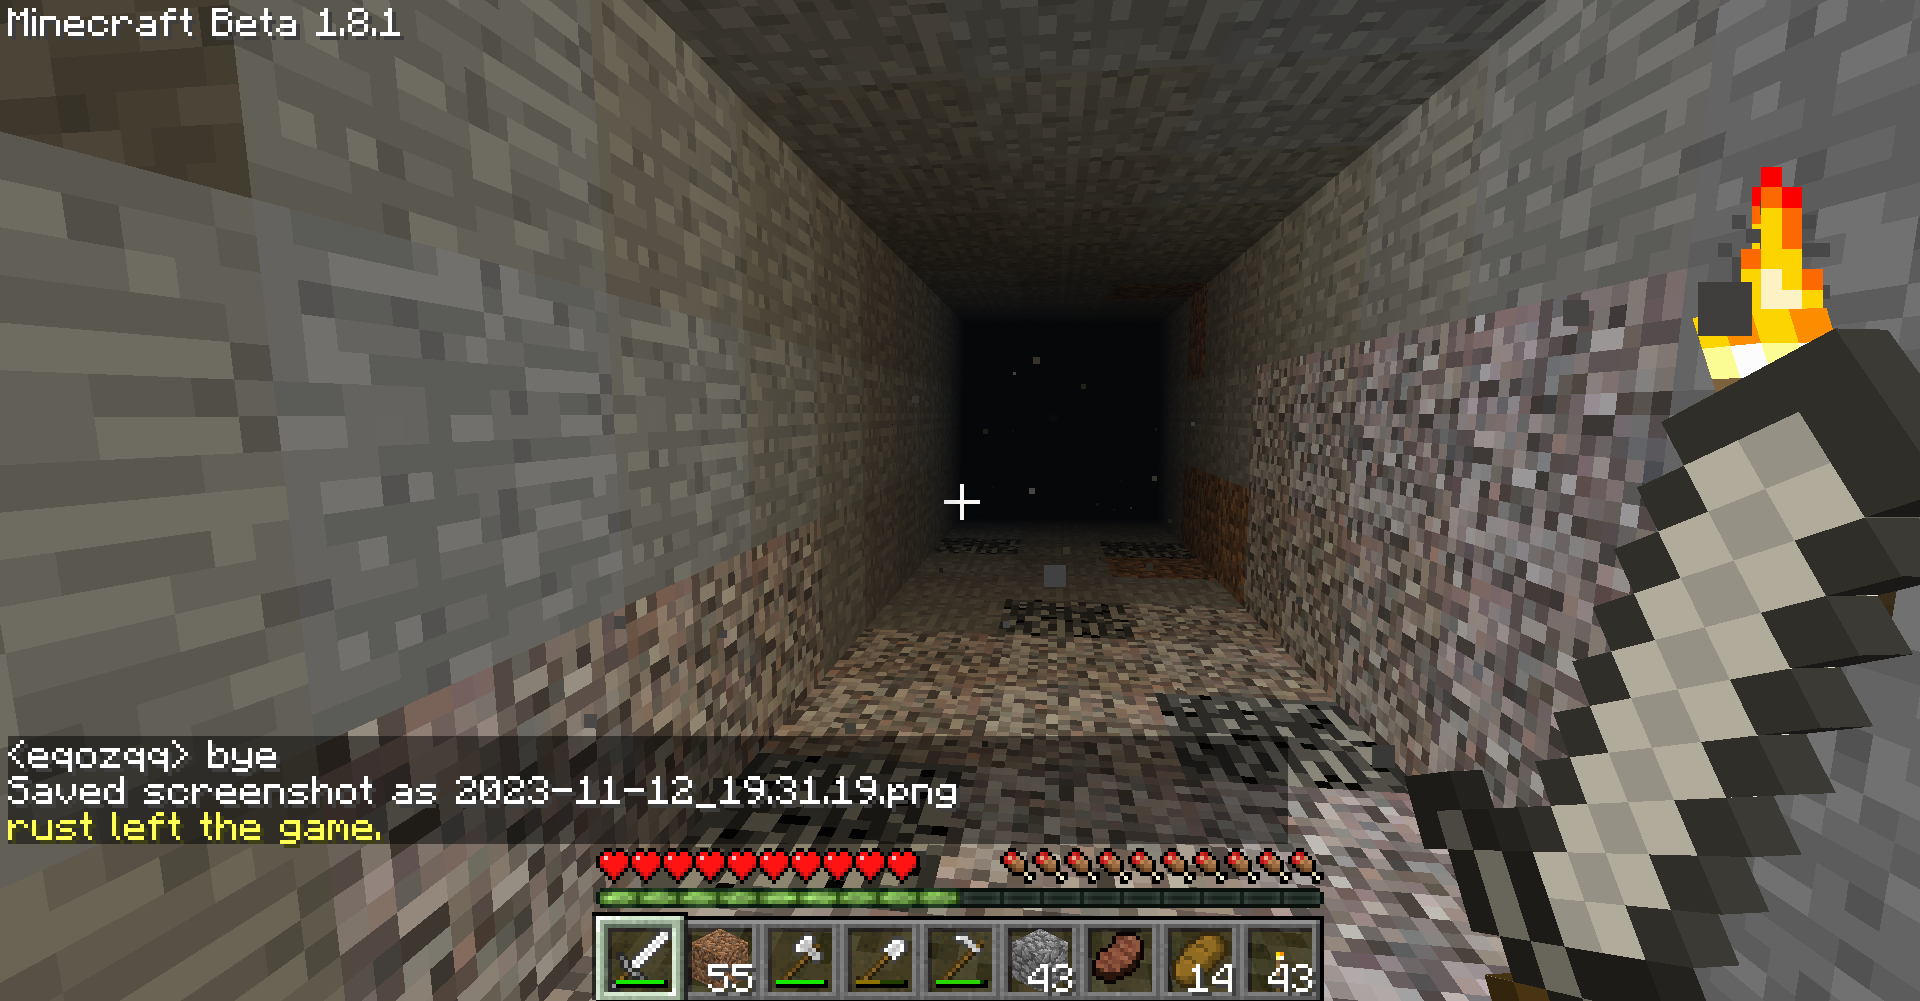 Minecraft Beta 1.8.1
<eqozqq> bye
Saved screenshot as 2023-11-12_19.31.19.png
rust left the game.
55
43
14
43